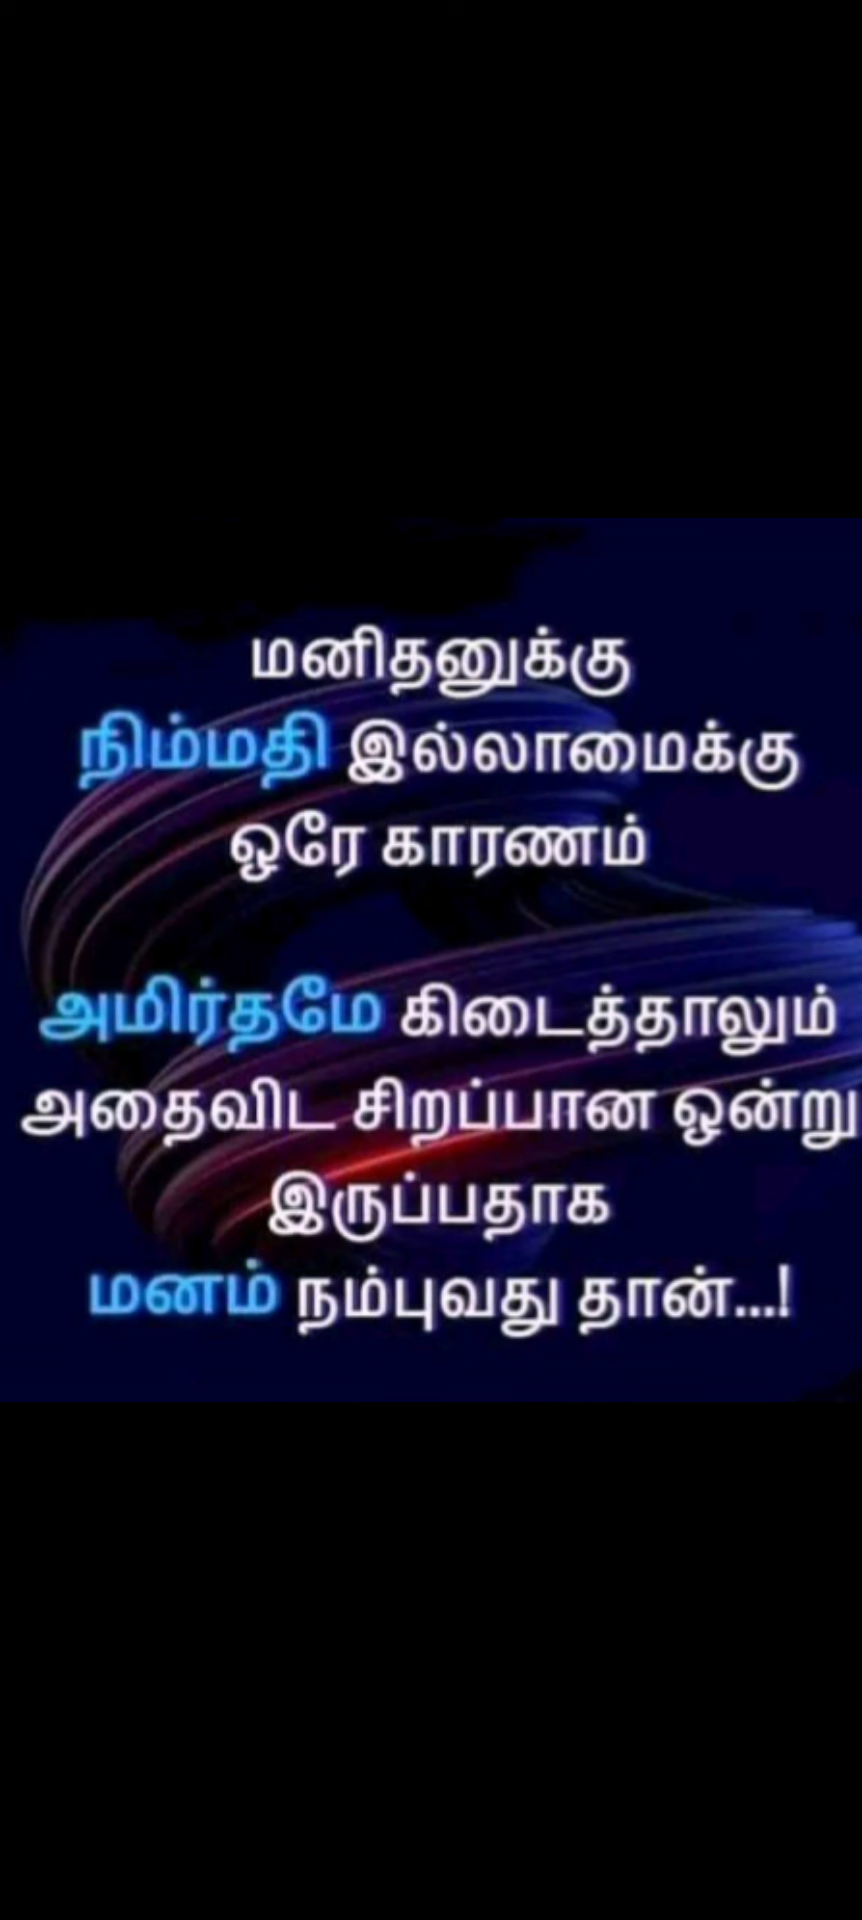 மனிதனுக்கு
நிம்மதி இல்லாமைக்கு
ஒரே காரணம்
அமிர்தமே கிடைத்தாலும்
அதைவிட சிறப்பான ஒன்று
இருப்பதாக
மனம் நம்புவது தான்...!